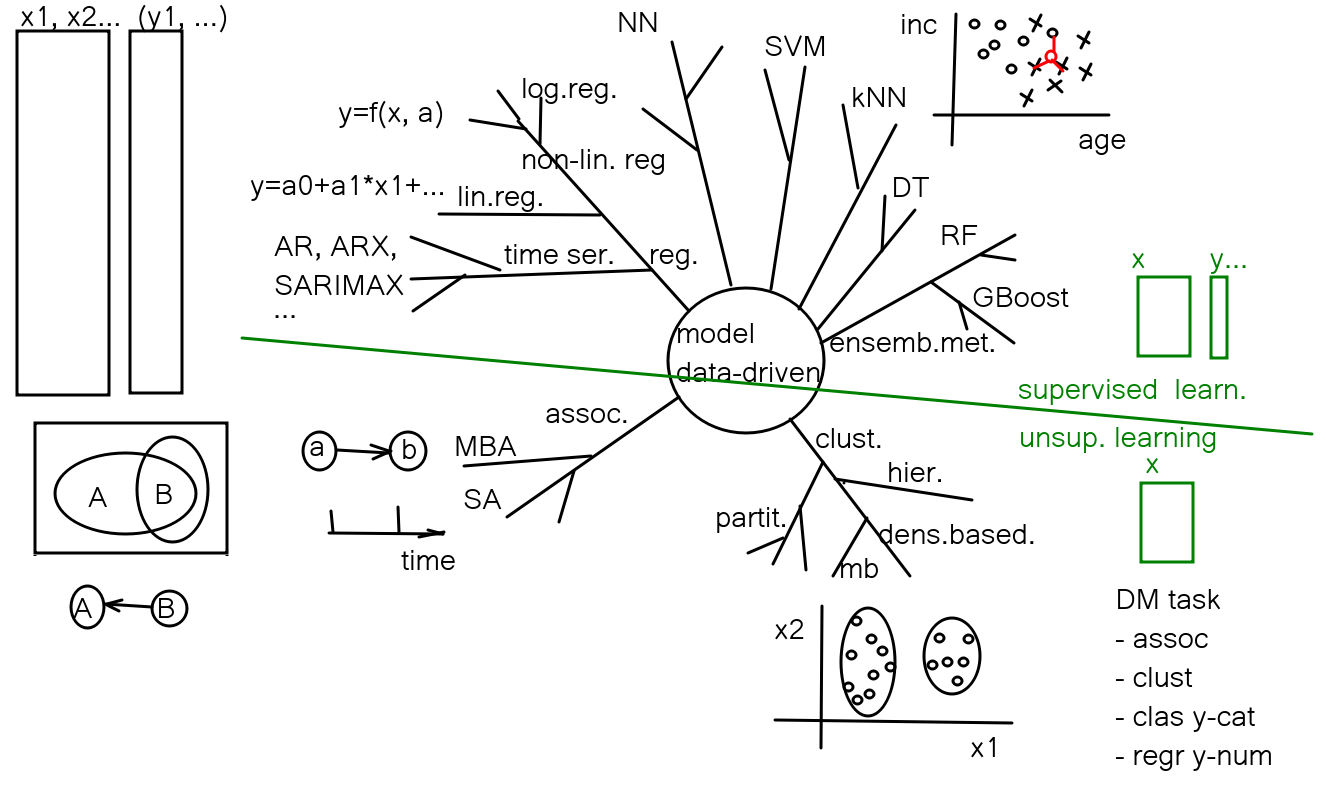 x1, x2... (y1, ...)
NN
SVM
inc
kNN
age
log.reg.
y=f(x, a)
non-lin. reg
y=a0+a1*x1+...
lin.reg.
DT
RF
AR, ARX,
SARIMAX
...
time ser.
reg.
GBoost
ensemb.met.
model
data-driven
x y...
supervised learn.
unsup. learning
x
assoc.
MBA
SA
a b
time
A B
A B
clust.
hier.
partit.
dens.based.
mb
x2
x1
DM task
- assoc
- clust
- clas y-cat
- regr y-num